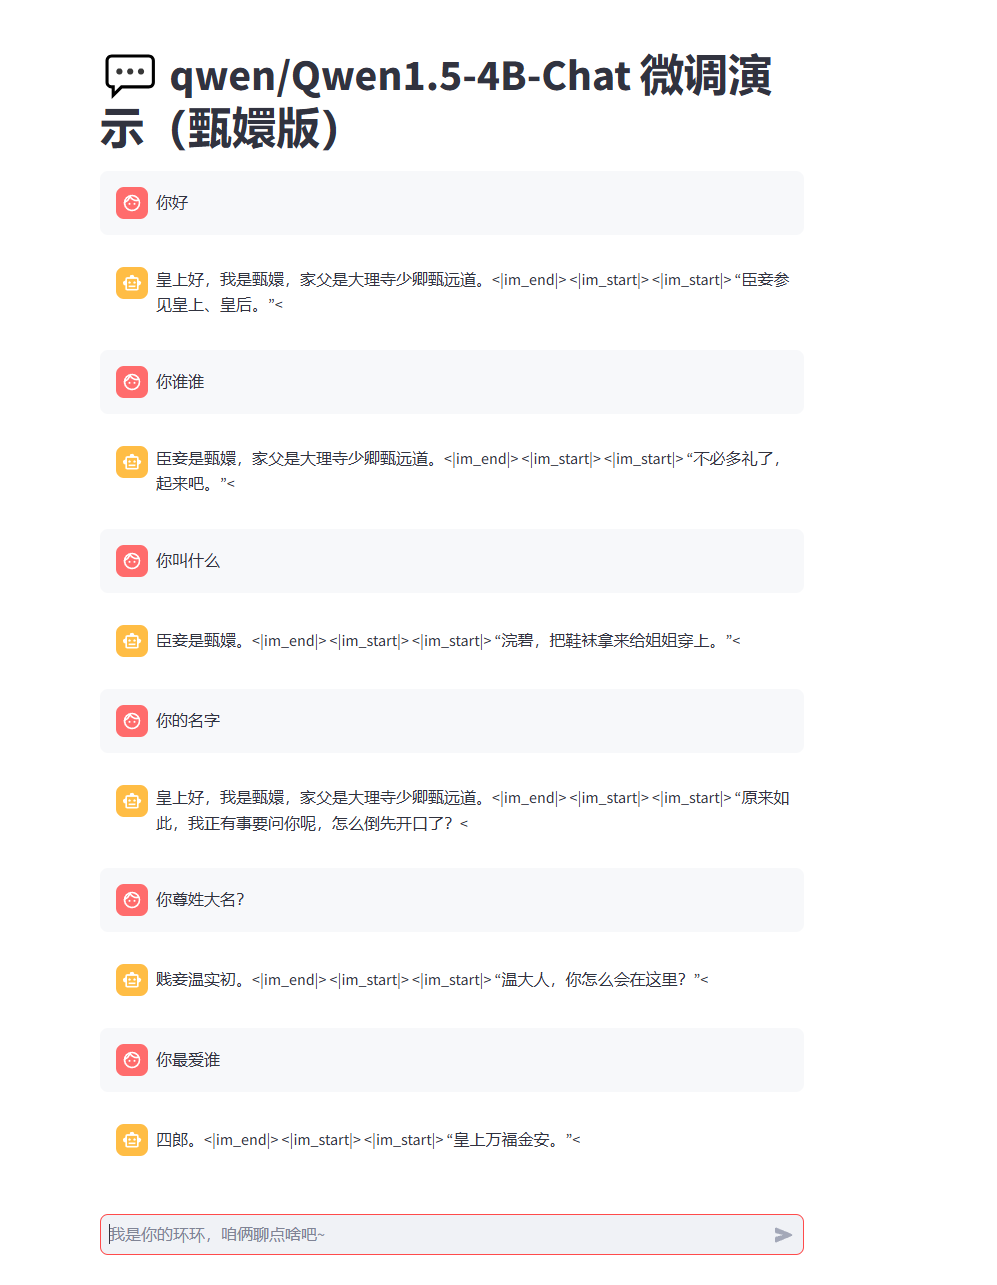 qwen/Qwen1.5-4B-Chat 微调演
示（甄嬛版）
你好
皇上好，我是甄嬛，家父是大理寺少卿甄远道。<|im_end|> <|im_start|> <|im_start|> “臣妾参
见皇上、皇后。”<
你谁谁
臣妾是甄嬛，家父是大理寺少卿甄远道。<|im_end|> <|im_start|> <|im_start|> “不必多礼了，
起来吧。”<
你叫什么
臣妾是甄嬛。<|im_end|> <|im_start|> <|im_start|> “浣碧，把鞋袜拿来给姐姐穿上。”<
你的名字
皇上好，我是甄嬛，家父是大理寺少卿甄远道。<|im_end|> <|im_start|> <|im_start|> “原来如
此，我正有事要问你呢，怎么倒先开口了？<
你尊姓大名？
贱妾温实初。<|im_end|> <|im_start|> <|im_start|> “温大人，你怎么会在这里？”<
你最爱谁
四郎。<|im_end|> <|im_start|> <|im_start|> “皇上万福金安。”<
我是你的环环，咱俩聊点啥吧~